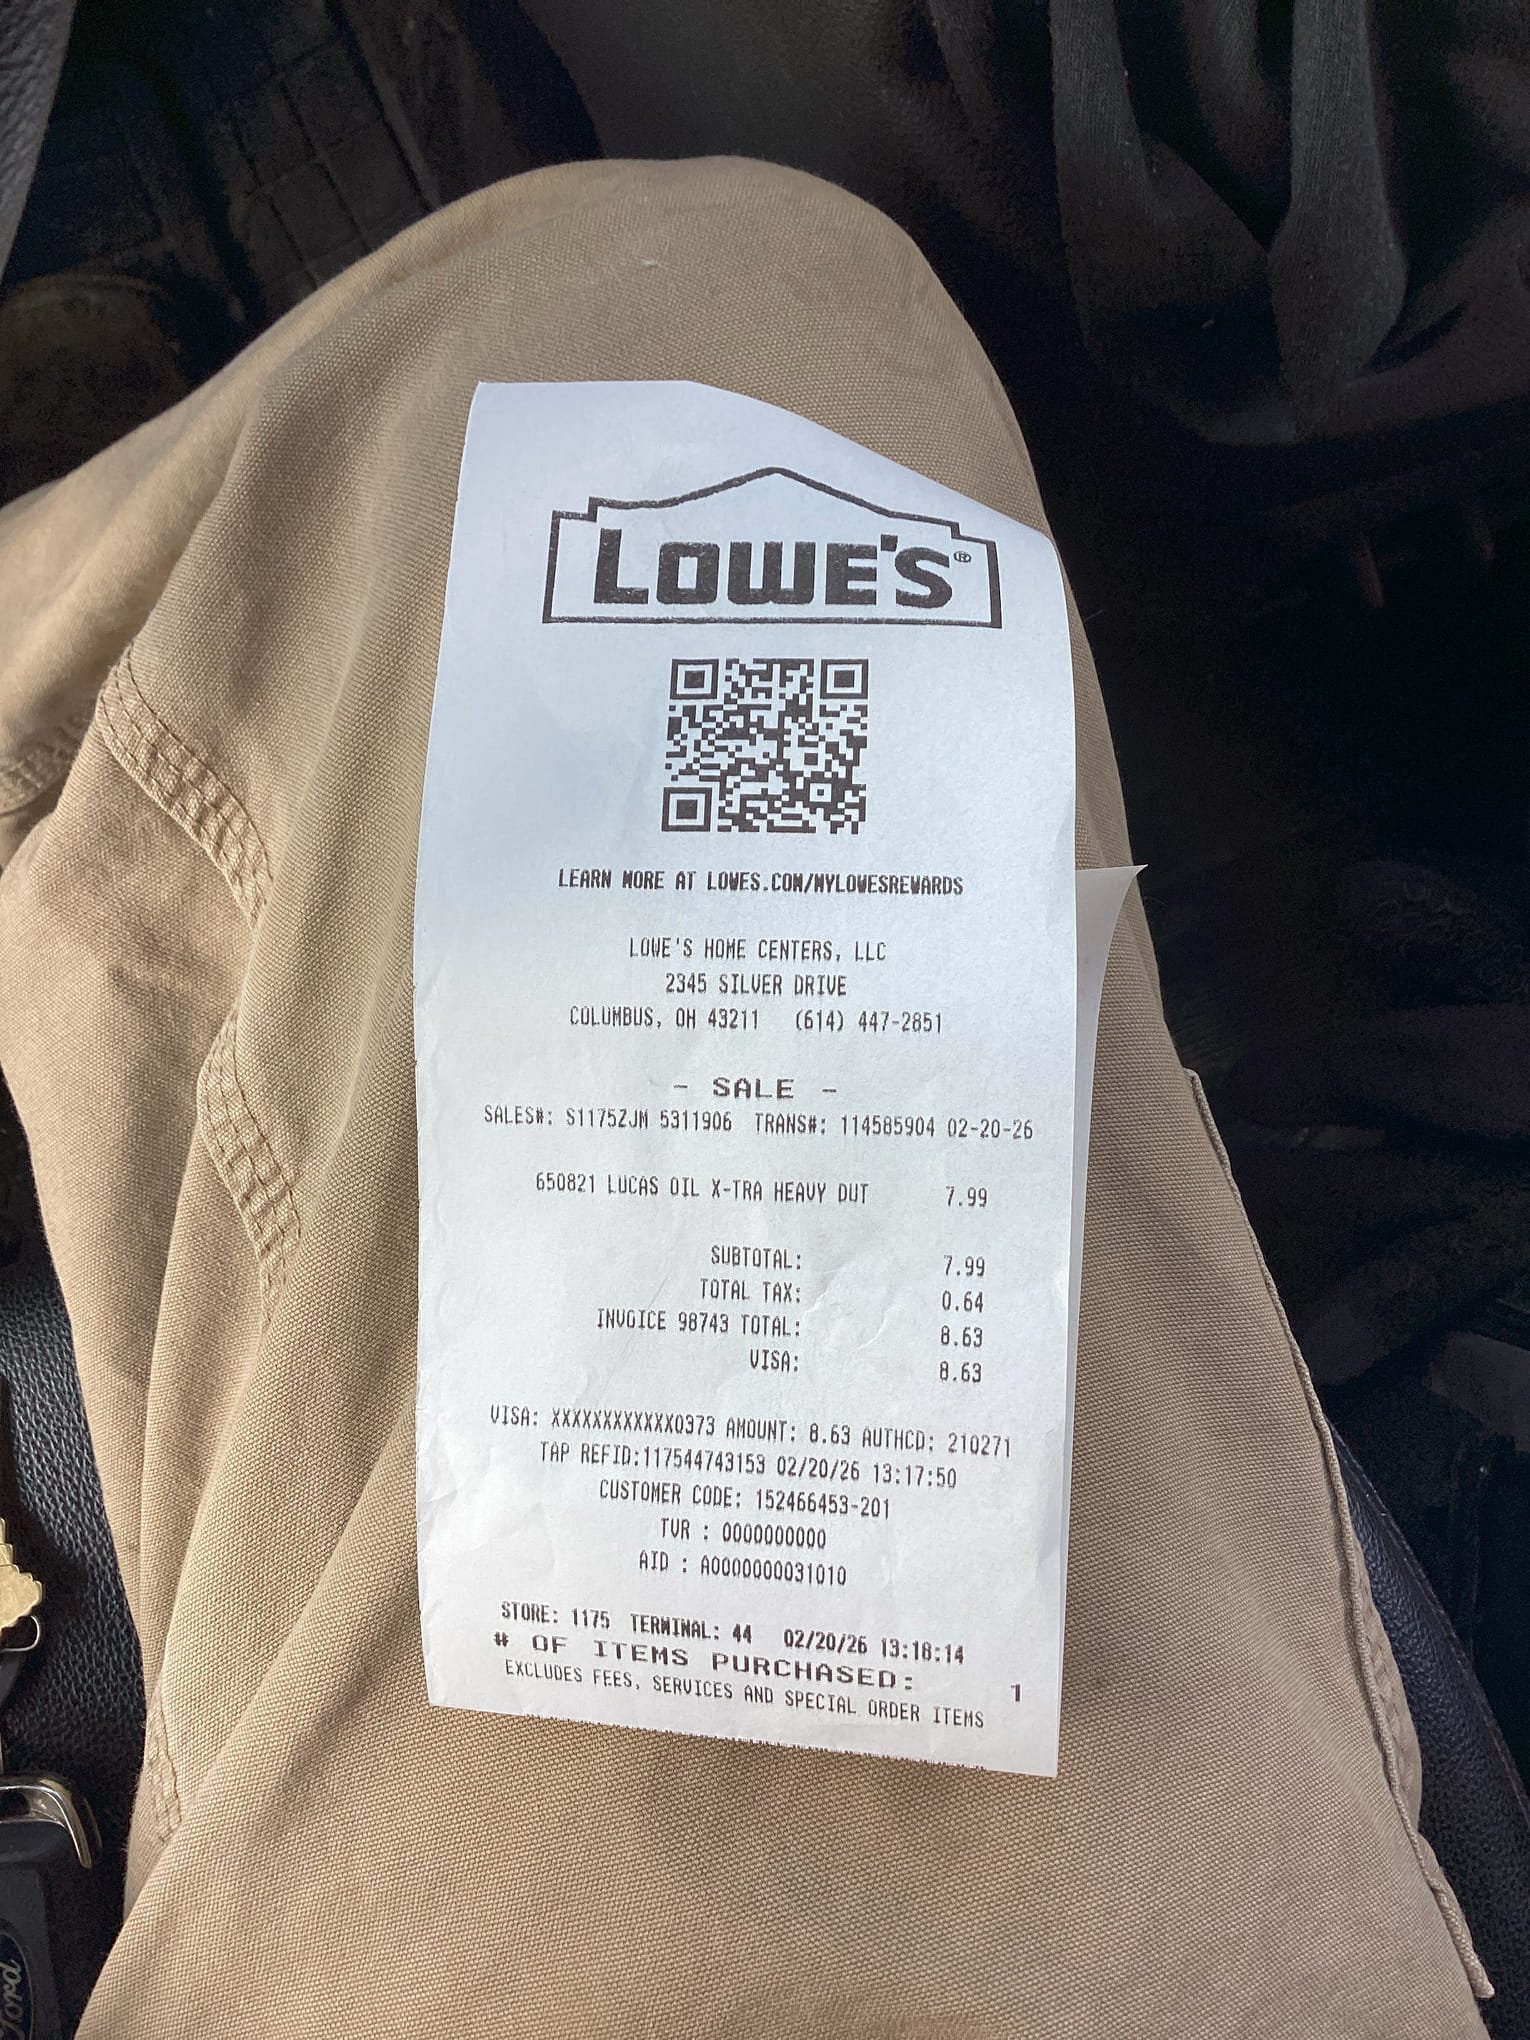 LOWE'S®
LEARN MORE AT LOWES.COM/MYLOWESREWARDS
LOWE'S HOME CENTERS, LLC
2345 SILVER DRIVE
COLUMBUS, OH 43211 (614) 447-2851
- SALE -
SALES#: S1175ZJM 5311906 TRANS#: 114585904 02-20-26
650821 LUCAS OIL X-TRA HEAVY DUT 7.99
SUBTOTAL: 7.99
TOTAL TAX: 0.64
INVOICE 98743 TOTAL: 8.63
VISA: 8.63
VISA: XXXXXXXXXXXX0373 AMOUNT: 8.63 AUTHCD: 210271
TAP REFID:117544743153 02/20/26 13:17:50
CUSTOMER CODE: 152466453-201
TVR : 0000000000
AID : A0000000031010
STORE: 1175 TERMINAL: 44 02/20/26 13:18:14
# OF ITEMS PURCHASED: 1
EXCLUDES FEES, SERVICES AND SPECIAL ORDER ITEMS
Ford